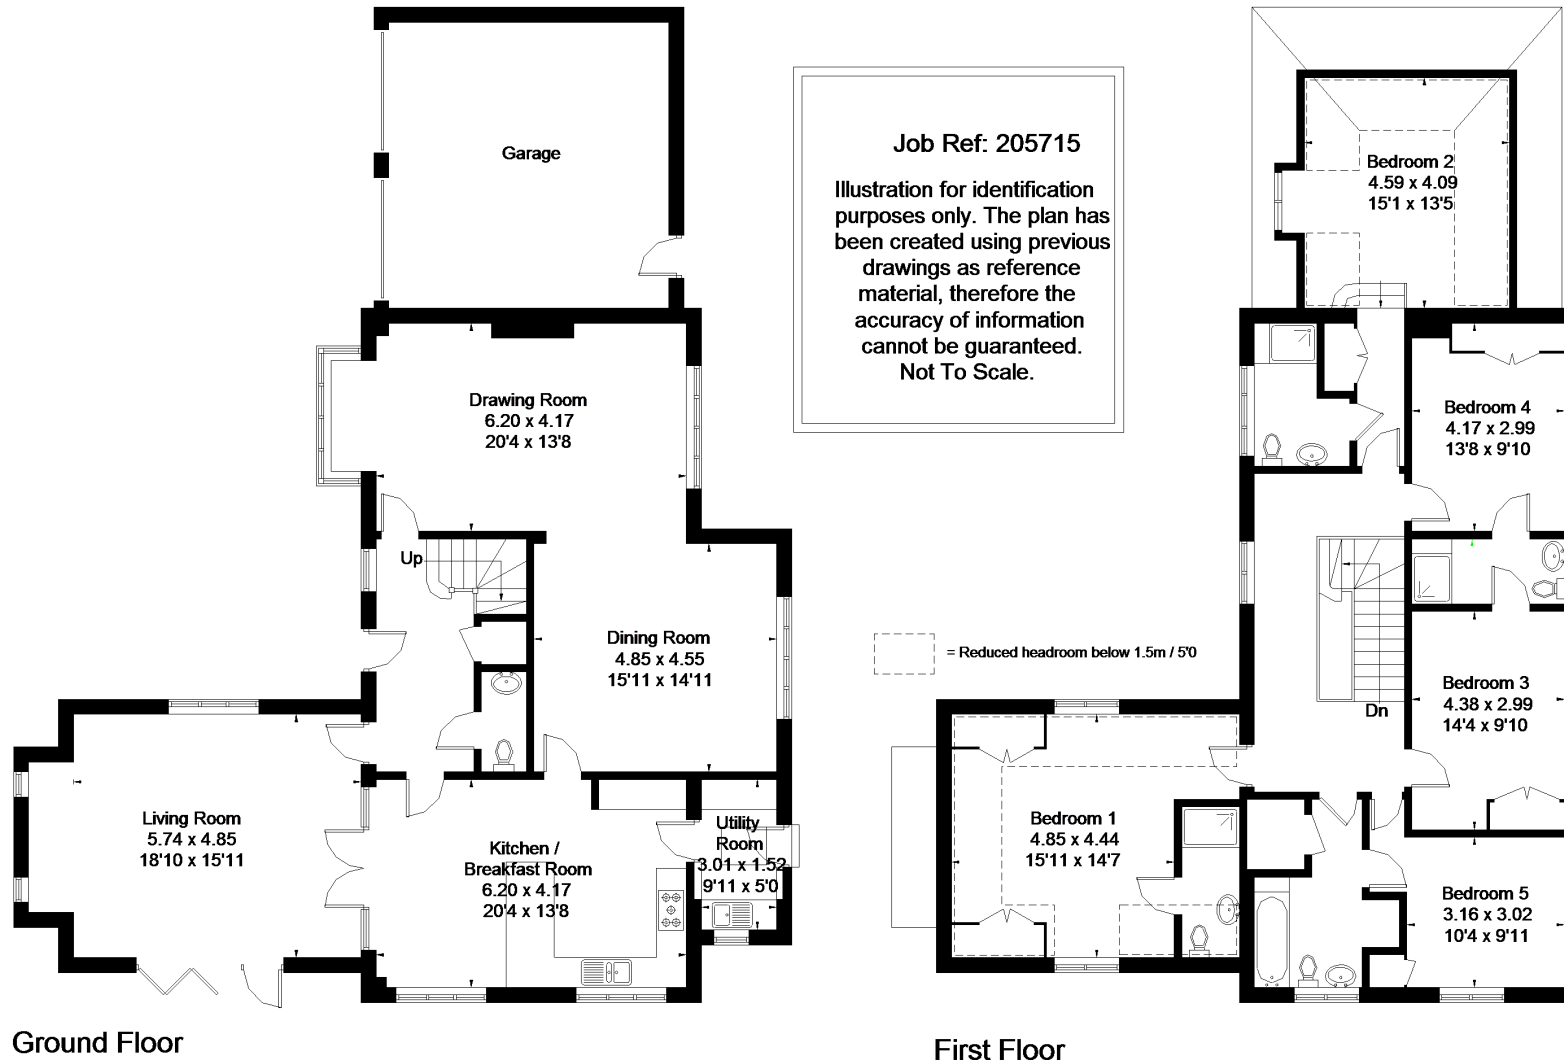 Garage
Job Ref: 205715
Illustration for identification
purposes only. The plan has
been created using previous
drawings as reference
material, therefore the
accuracy of information
cannot be guaranteed.
Not To Scale.
Bedroom 2
4.59 x 4.09
15'1 x 13'5
Drawing Room
6.20 x 4.17
20'4 x 13'8
Bedroom 4
4.17 x 2.99
13'8 x 9'10
Up
Dining Room
4.85 x 4.55
15'11 x 14'11
= Reduced headroom below 1.5m / 5'0
Bedroom 3
4.38 x 2.99
14'4 x 9'10
Dn
Living Room
5.74 x 4.85
18'10 x 15'11
Kitchen /
Breakfast Room
6.20 x 4.17
20'4 x 13'8
Utility
Room
3.01 x 1.52
9'11 x 5'0
Bedroom 1
4.85 x 4.44
15'11 x 14'7
Bedroom 5
3.16 x 3.02
10'4 x 9'11
Ground Floor
First Floor